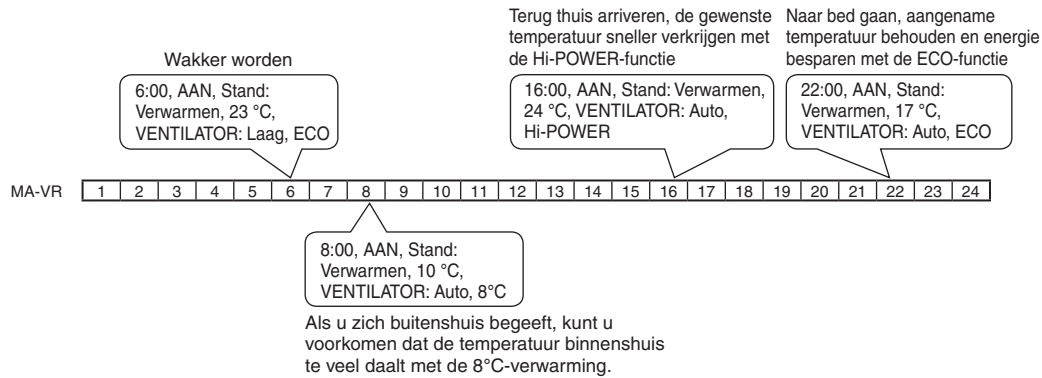 Terug thuis arriveren, de gewenste
temperatuur sneller verkrijgen met
de Hi-POWER-functie
Naar bed gaan, aangename
temperatuur behouden en energie
besparen met de ECO-functie
Wakker worden
6:00, AAN, Stand:
Verwarmen, 23 °C,
VENTILATOR: Laag, ECO
16:00, AAN, Stand: Verwarmen,
24 °C, VENTILATOR: Auto,
Hi-POWER
22:00, AAN, Stand:
Verwarmen, 17 °C,
VENTILATOR: Auto, ECO
MA-VR 1 2 3 4 5 6 7 8 9 10 11 12 13 14 15 16 17 18 19 20 21 22 23 24
8:00, AAN, Stand:
Verwarmen, 10 °C,
VENTILATOR: Auto, 8°C
Als u zich buitenshuis begeeft, kunt u
voorkomen dat de temperatuur binnenshuis
te veel daalt met de 8°C-verwarming.